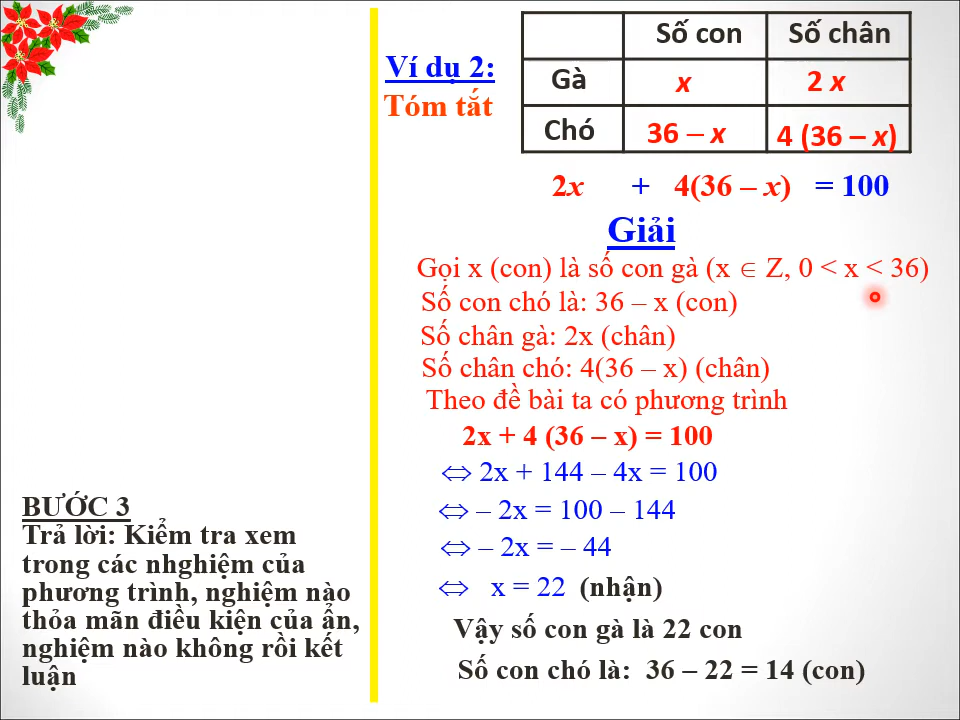 BƯỚC 3
Trả lời: Kiểm tra xem
trong các nhghiệm của
phương trình, nghiệm nào
thỏa mãn điều kiện của ẩn,
nghiệm nào không rồi kết
luận
Ví dụ 2:
Tóm tắt
Số con Số chân
Gà x 2 x
Chó 36 – x 4 (36 – x)
2x + 4(36 – x) = 100
Giải
Gọi x (con) là số con gà (x ∈ Z, 0 < x < 36)
Số con chó là: 36 – x (con)
Số chân gà: 2x (chân)
Số chân chó: 4(36 – x) (chân)
Theo đề bài ta có phương trình
2x + 4 (36 – x) = 100
⇔ 2x + 144 – 4x = 100
⇔ – 2x = 100 – 144
⇔ – 2x = – 44
⇔ x = 22 (nhận)
Vậy số con gà là 22 con
Số con chó là: 36 – 22 = 14 (con)